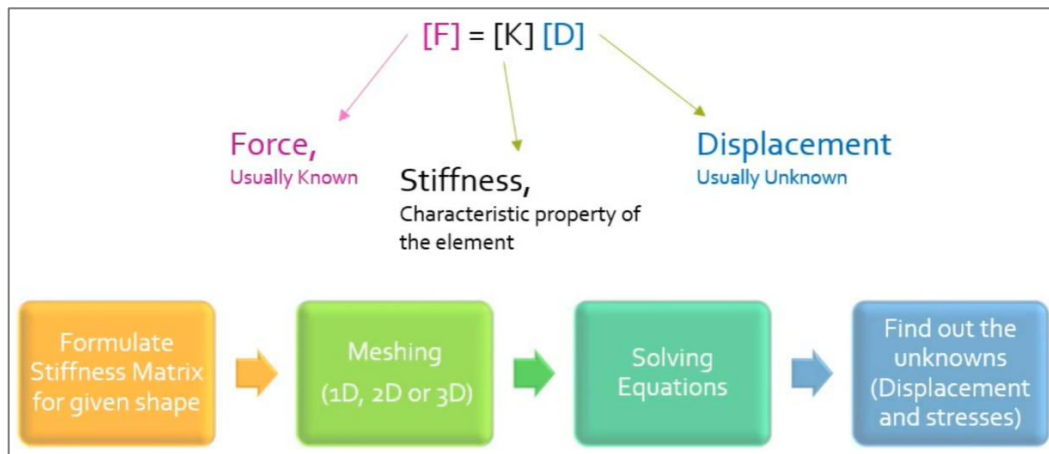 [F] = [K] [D]
Force,
Usually Known
Stiffness,
Characteristic property of
the element
Displacement
Usually Unknown
Formulate
Stiffness Matrix
for given shape
Meshing
(1D, 2D or 3D)
Solving
Equations
Find out the
unknowns
(Displacement
and stresses)